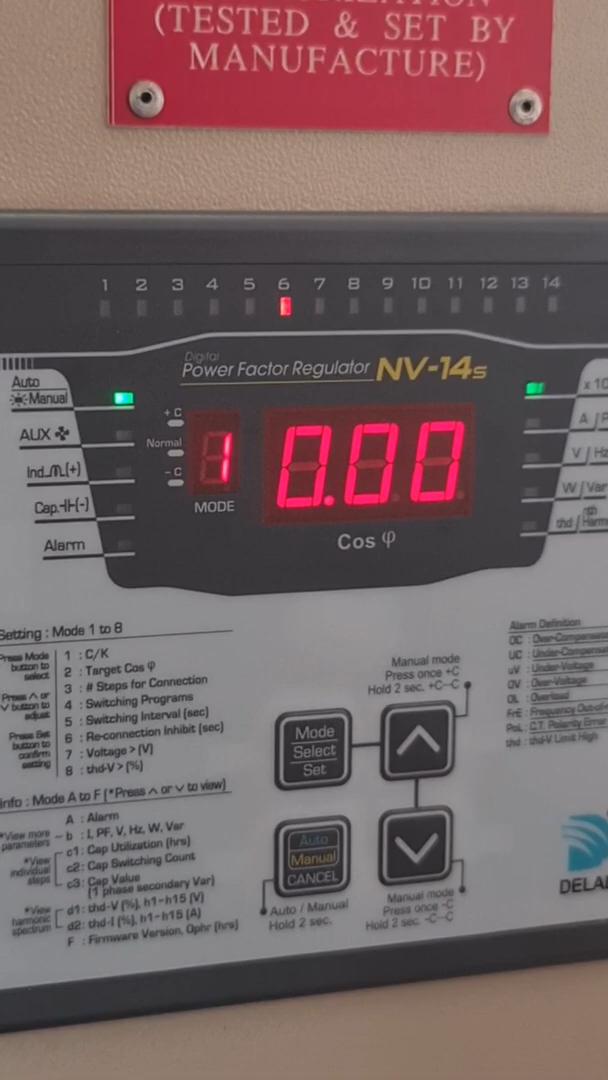 (TESTED & SET BY
MANUFACTURE)
1 2 3 4 5 6 7 8 9 10 11 12 13 14
Digital
Power Factor Regulator NV-14s
Auto
Manual
AUX
Ind. (+)
Cap. (-)
Alarm
+ C
Normal
- C
1
MODE
0.00
Cos φ
x 10
A
V / Hz
W / Var
nth
thd / Harm
Setting : Mode 1 to 8
Press Mode
button to
select
Press ∧ or
∨ button to
adjust
Press Set
button to
confirm
setting
1 : C/K
2 : Target Cos φ
3 : # Steps for Connection
4 : Switching Programs
5 : Switching Interval (sec)
6 : Re-connection Inhibit (sec)
7 : Voltage > (V)
8 : thd-V > (%)
Info : Mode A to F (*Press ∧ or ∨ to view)
*View more
parameters
*View
individual
steps
*View
harmonic
spectrum
A : Alarm
b : I, PF, V, Hz, W, Var
c1: Cap Utilization (hrs)
c2: Cap Switching Count
c3: Cap Value
(1 phase secondary Var)
d1: thd-V (%), h1-h15 (V)
d2: thd-I (%), h1-h15 (A)
F : Firmware Version, Ophr (hrs)
Manual mode
Press once +C
Hold 2 sec. +C--C
Mode
Select
Set
Auto
Manual
CANCEL
Auto / Manual
Hold 2 sec.
Manual mode
Press once -C
Hold 2 sec. -C--C
Alarm Definition
OC : Over-Compensa
UC : Under-Compens
uV : Under-Voltage
OV : Over-Voltage
OL : Overload
FrE : Frequency Out-of-
PoL : C.T. Polarity Error
thd : thd-V Limit High
DELA